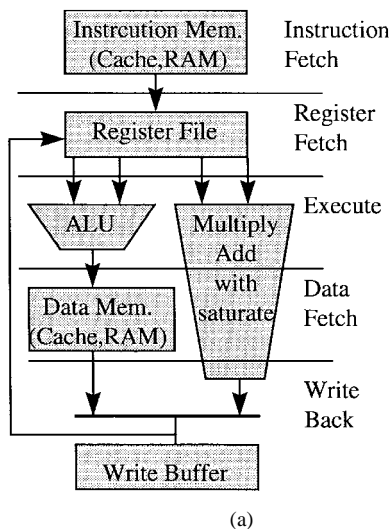 Instrcution Mem.
(Cache,RAM)
Instruction
Fetch
Register File
Register
Fetch
ALU
Multiply
Add
with
saturate
Execute
Data Mem.
(Cache,RAM)
Data
Fetch
Write
Back
Write Buffer
(a)